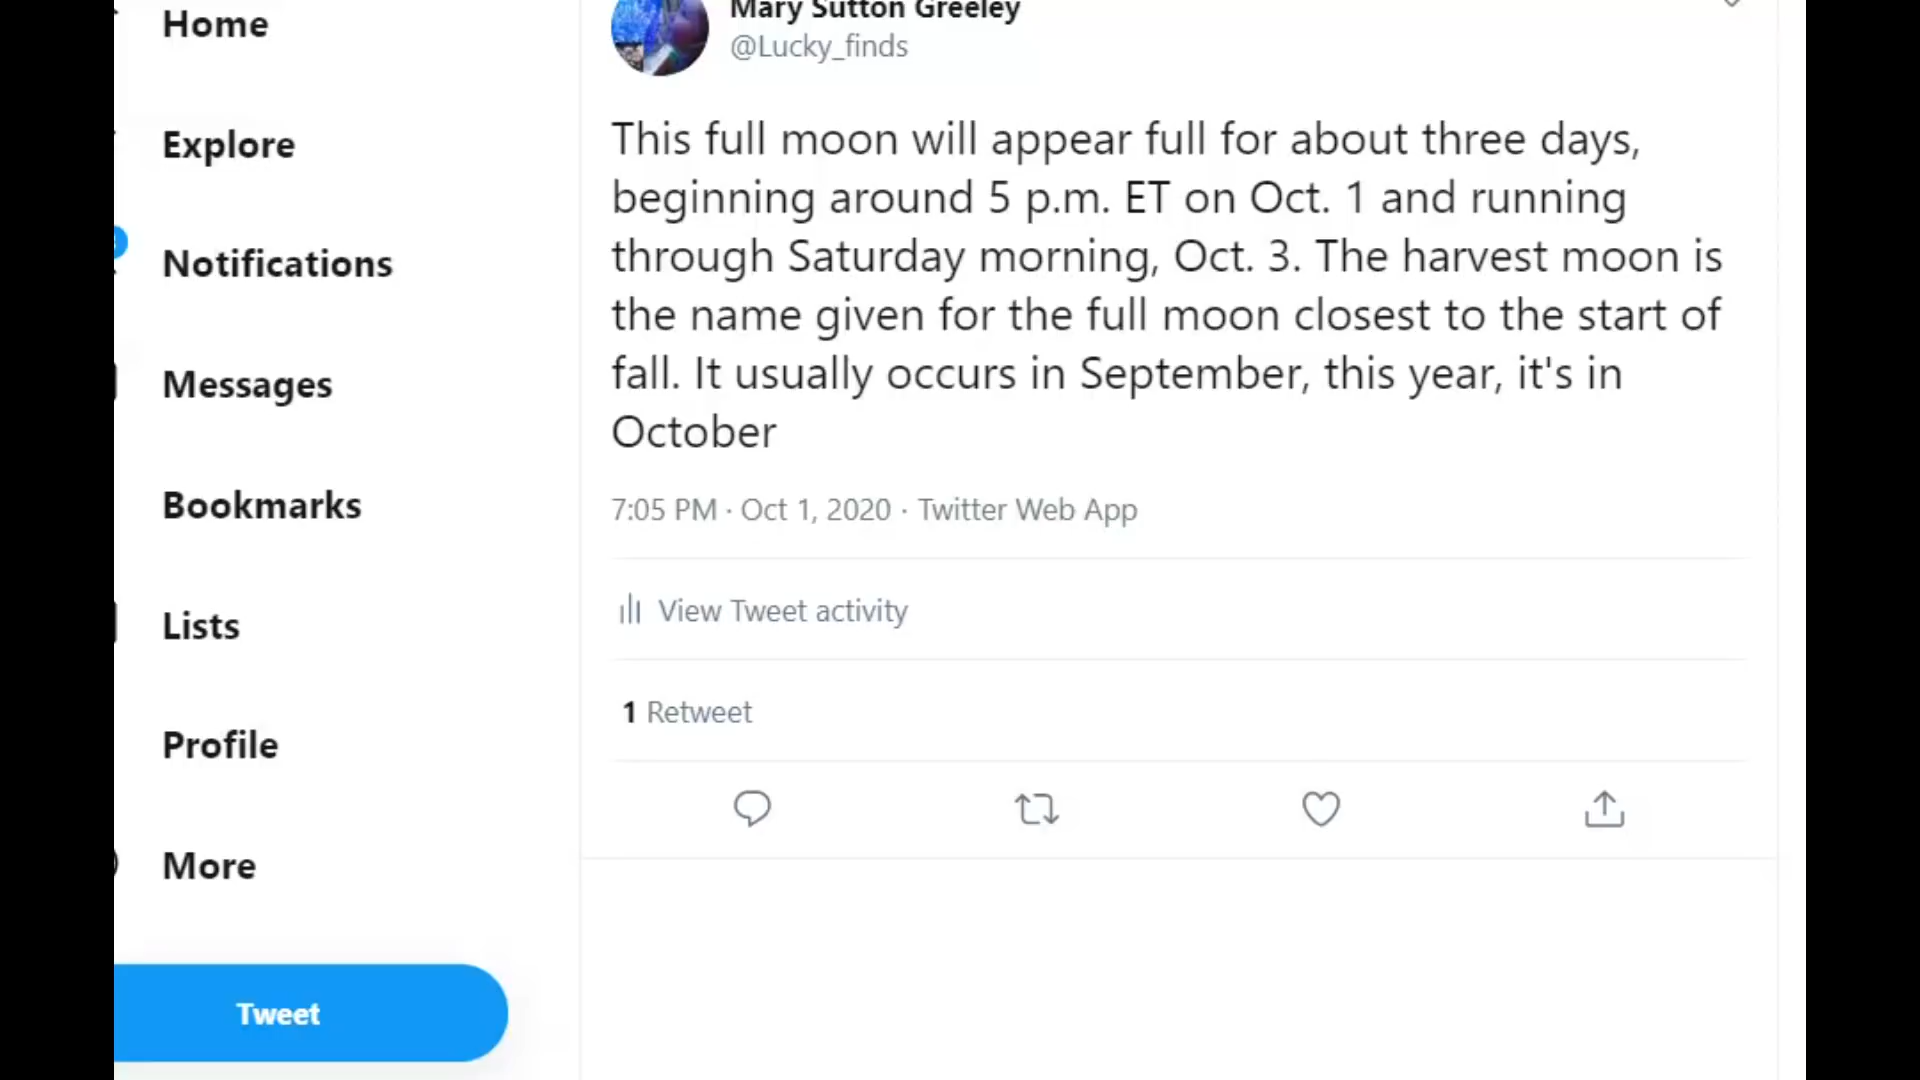 Home
Explore
Notifications
Messages
Bookmarks
Lists
Profile
More
Tweet
Mary Sutton Greeley
@Lucky_finds
This full moon will appear full for about three days,
beginning around 5 p.m. ET on Oct. 1 and running
through Saturday morning, Oct. 3. The harvest moon is
the name given for the full moon closest to the start of
fall. It usually occurs in September, this year, it's in
October
7:05 PM · Oct 1, 2020 · Twitter Web App
View Tweet activity
1 Retweet